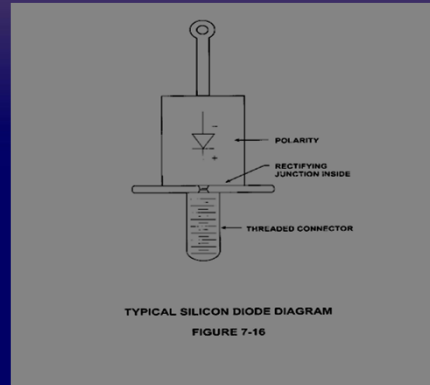 -
+
POLARITY
RECTIFYING
JUNCTION INSIDE
THREADED CONNECTOR
TYPICAL SILICON DIODE DIAGRAM
FIGURE 7-16